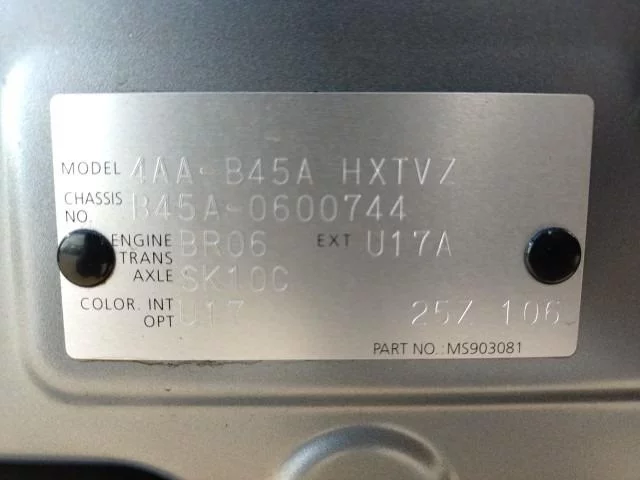 MODEL 4AA-B45A HXTVZ
CHASSIS NO. B45A-0600744
ENGINE BR06 EXT U17A
TRANS AXLE SK10C
COLOR. INT U17 25Z 106
OPT
PART NO.: MS903081